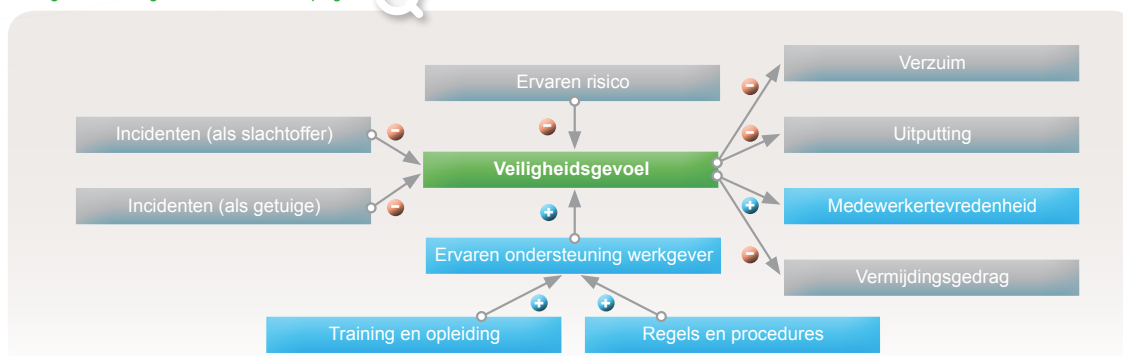 Ervaren risico
Verzuim
Incidenten (als slachtoffer)
Uitputting
Veiligheidsgevoel
Incidenten (als getuige)
Medewerkertevredenheid
Ervaren ondersteuning werkgever
Vermijdingsgedrag
Training en opleiding
Regels en procedures